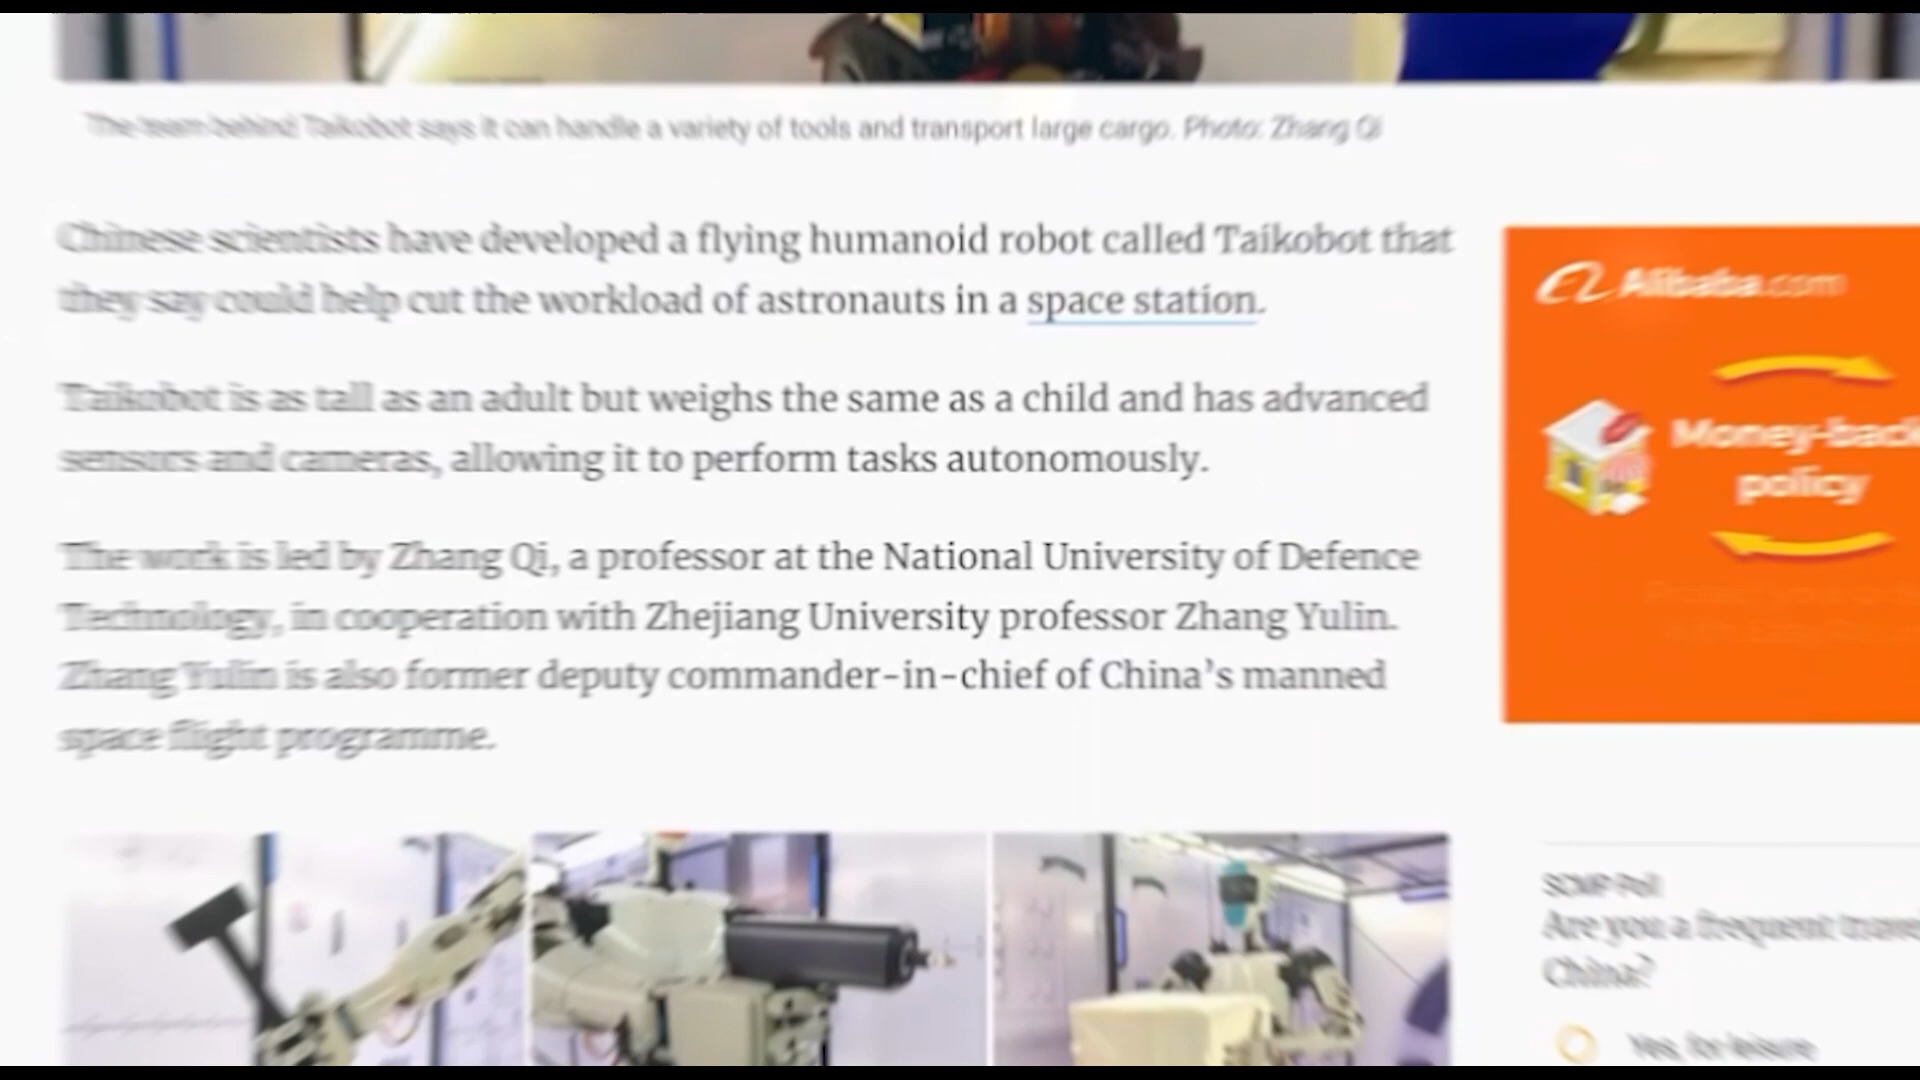 The team behind Taikobot says it can handle a variety of tools and transport large cargo. Photo: Zhang Qi
Chinese scientists have developed a flying humanoid robot called Taikobot that
they say could help cut the workload of astronauts in a space station.
Taikobot is as tall as an adult but weighs the same as a child and has advanced
sensors and cameras, allowing it to perform tasks autonomously.
The work is led by Zhang Qi, a professor at the National University of Defence
Technology, in cooperation with Zhejiang University professor Zhang Yulin.
Zhang Yulin is also former deputy commander-in-chief of China's manned
space flight programme.
Alibaba.com
Money-back
policy
SCMP Poll
Are you a frequent
China?
Yes, for leisure